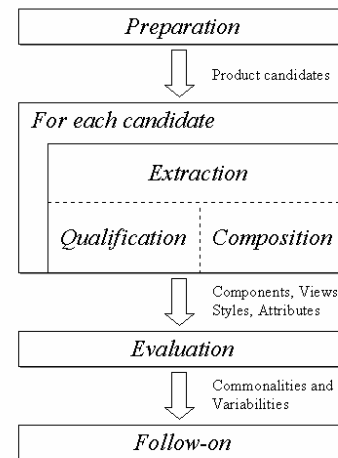 Preparation
Product candidates
For each candidate
Extraction
Qualification Composition
Components, Views
Styles, Attributes
Evaluation
Commonalities and
Variabilities
Follow-on